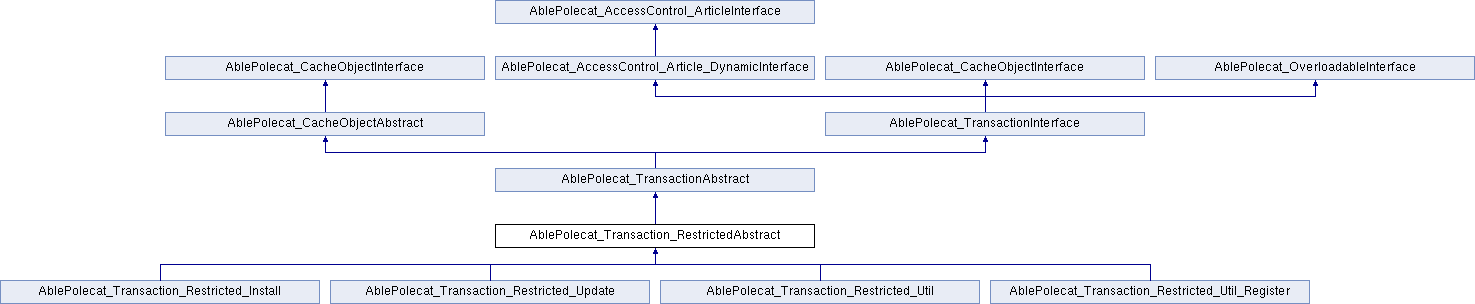 AblePolecat_AccessControl_ArticleInterface
AblePolecat_CacheObjectInterface
AblePolecat_AccessControl_Article_DynamicInterface
AblePolecat_CacheObjectInterface
AblePolecat_OverloadableInterface
AblePolecat_CacheObjectAbstract
AblePolecat_TransactionInterface
AblePolecat_TransactionAbstract
AblePolecat_Transaction_RestrictedAbstract
AblePolecat_Transaction_Restricted_Install
AblePolecat_Transaction_Restricted_Update
AblePolecat_Transaction_Restricted_Util
AblePolecat_Transaction_Restricted_Util_Register